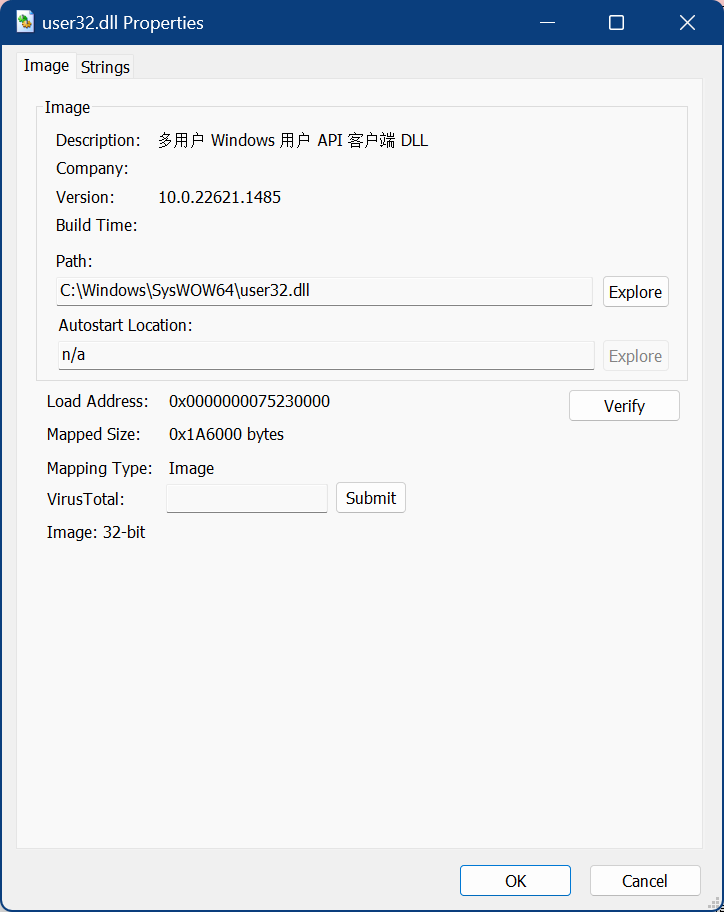 user32.dll Properties
Image Strings
Image
Description: 多用户 Windows 用户 API 客户端 DLL
Company:
Version: 10.0.22621.1485
Build Time:
Path:
C:\Windows\SysWOW64\user32.dll Explore
Autostart Location:
n/a Explore
Load Address: 0x0000000075230000 Verify
Mapped Size: 0x1A6000 bytes
Mapping Type: Image
VirusTotal: Submit
Image: 32-bit
OK Cancel